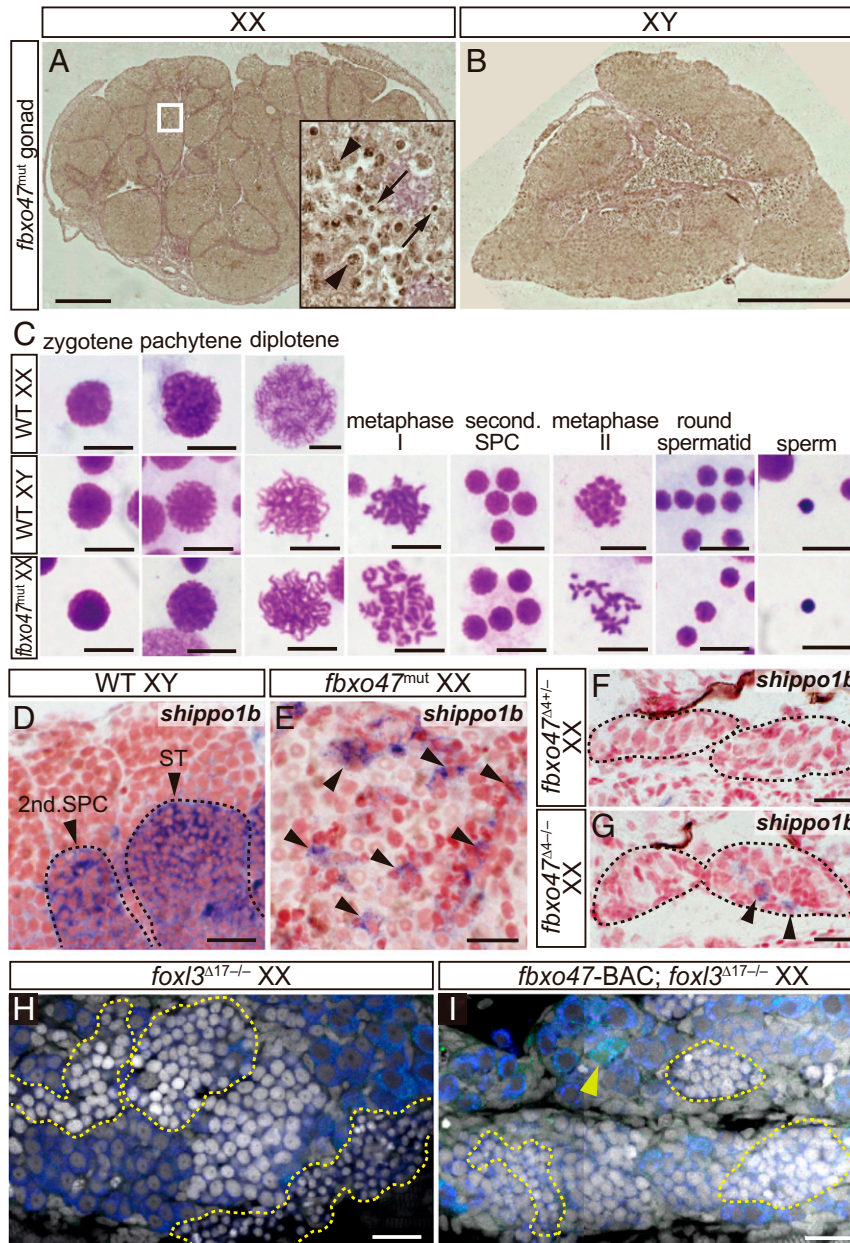 XX
XY
fbxo47mut gonad
A
B
C
zygotene
pachytene
diplotene
metaphase I
second. SPC
metaphase II
round spermatid
sperm
WT XX
WT XY
fbxo47mut XX
WT XY
fbxo47mut XX
D
shippo1b
ST
2nd.SPC
E
shippo1b
fbxo47Δ4+/– XX
F
shippo1b
fbxo47Δ4–/– XX
G
shippo1b
foxl3Δ17–/– XX
fbxo47-BAC; foxl3Δ17–/– XX
H
I